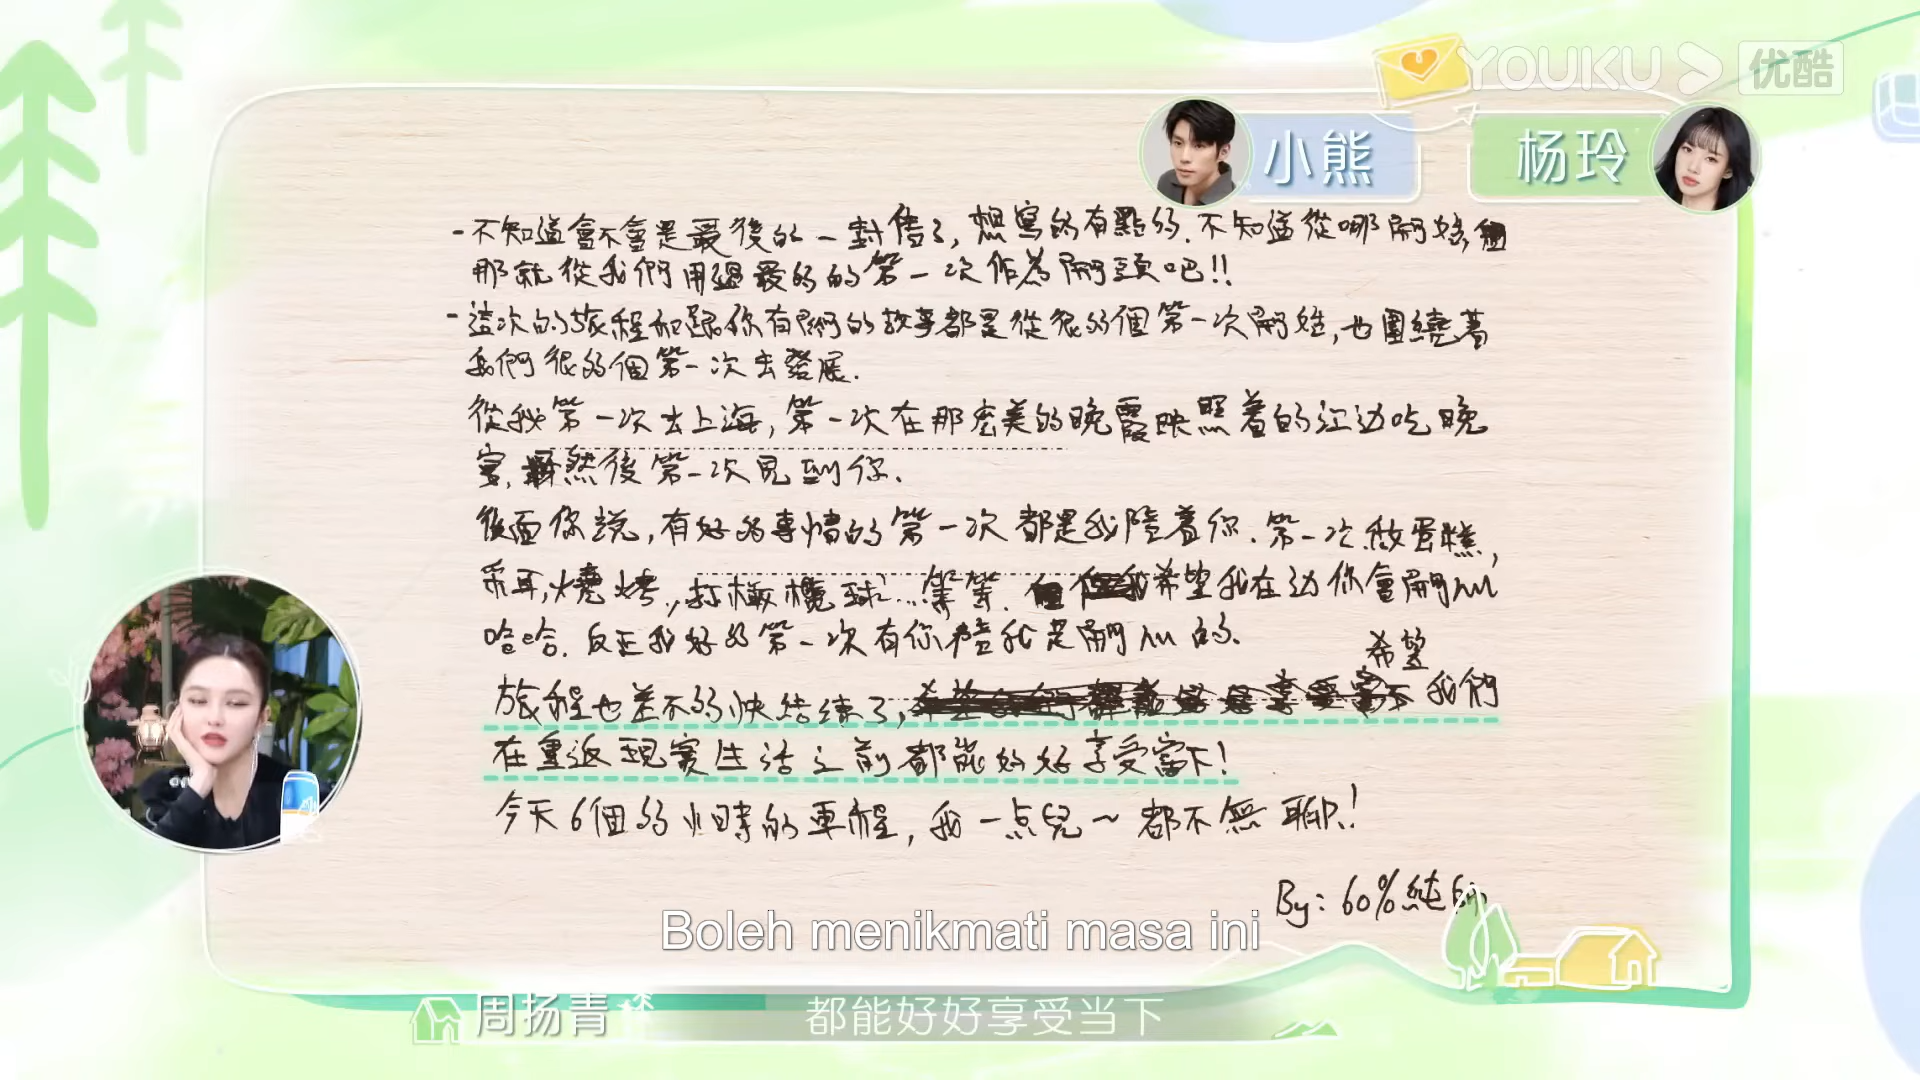 YOUKU 优酷
小熊
杨玲
-不知道會不會是最後的一封信了,想寫的有點多.不知道從哪開始,
那就從我們用過最多的的第一次作為開頭吧!!
-這次的旅程和跟你有關的故事都是從很多個第一次開始,也圍繞著
我們很多個第一次去發展.
從我第一次去上海,第一次在那麼美的晚霞映照著的江边吃晚
宴,然後第一次見到你.
後面你說,有好多事情的第一次都是我陪着你.第一次做蛋糕,
采耳,燒烤,打橄欖球…等等.希望我在边你會開心
哈哈.反正我好多第一次有你陪我是開心的.
希望
旅程也差不多快结束了,我們
在重返現實生活之前都能好好享受當下!
今天6個多小時的車程,我一点兒~都不無聊!
By: 60%純
Boleh menikmati masa ini
周扬青
都能好好享受当下